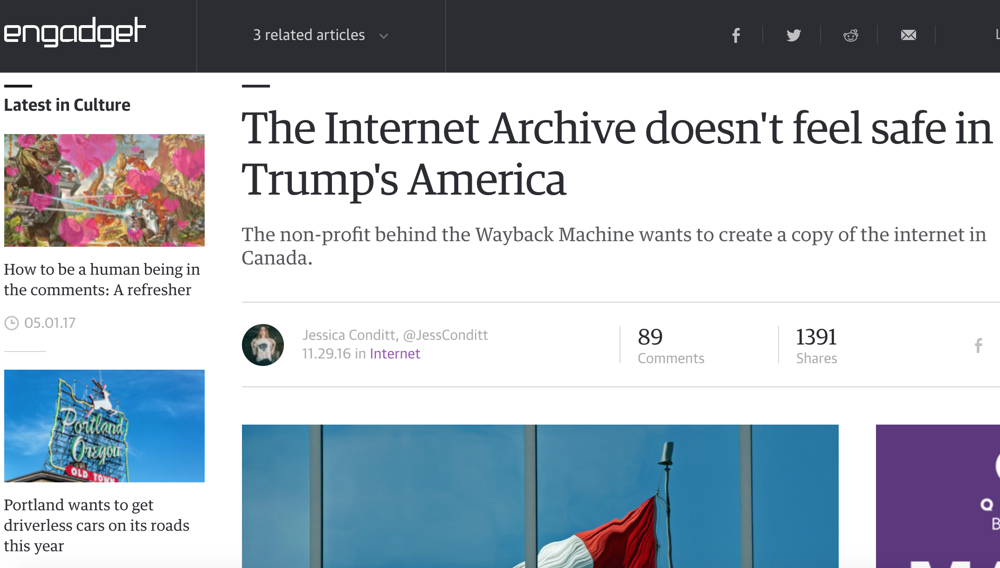 engadget
3 related articles
Latest in Culture
How to be a human being in
the comments: A refresher
05.01.17
Portland
Oregon
OLD TOWN
Portland wants to get
driverless cars on its roads
this year
The Internet Archive doesn't feel safe in
Trump's America
The non-profit behind the Wayback Machine wants to create a copy of the internet in
Canada.
Jessica Conditt, @JessConditt
11.29.16 in Internet
89
Comments
1391
Shares